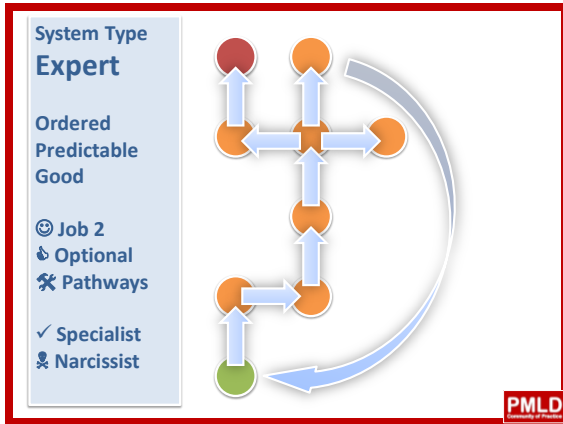 System Type
Expert
Ordered
Predictable
Good
☺ Job 2
👍 Optional
🛠 Pathways
✓ Specialist
☠ Narcissist
PMLD
Community of Practice